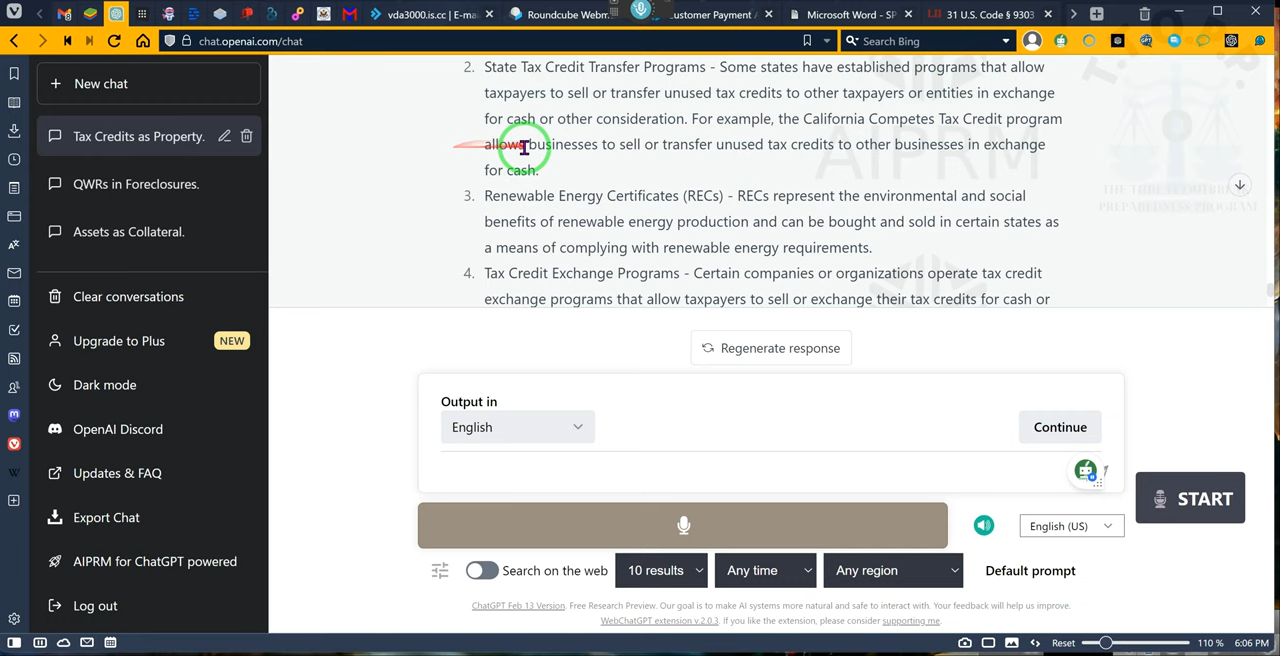 vda3000.is.cc | E-mai
Roundcube Webm
ustomer Payment
Microsoft Word - SP
LII
31 U.S. Code § 9303
chat.openai.com/chat
Search Bing
New chat
Tax Credits as Property.
QWRs in Foreclosures.
Assets as Collateral.
Clear conversations
Upgrade to Plus
NEW
Dark mode
OpenAI Discord
Updates & FAQ
Export Chat
AIPRM for ChatGPT powered
Log out
2. State Tax Credit Transfer Programs - Some states have established programs that allow
taxpayers to sell or transfer unused tax credits to other taxpayers or entities in exchange
for cash or other consideration. For example, the California Competes Tax Credit program
allows businesses to sell or transfer unused tax credits to other businesses in exchange
for cash.
3. Renewable Energy Certificates (RECs) - RECs represent the environmental and social
benefits of renewable energy production and can be bought and sold in certain states as
a means of complying with renewable energy requirements.
4. Tax Credit Exchange Programs - Certain companies or organizations operate tax credit
exchange programs that allow taxpayers to sell or exchange their tax credits for cash or
AIPRM
PREPAREDNESS PROGRAM
Regenerate response
Output in
English
Continue
START
English (US)
Search on the web
10 results
Any time
Any region
Default prompt
ChatGPT Feb 13 Version. Free Research Preview. Our goal is to make AI systems more natural and safe to interact with. Your feedback will help us improve.
WebChatGPT extension v.2.0.3. If you like the extension, please consider supporting me.
Reset
110 %
6:06 PM